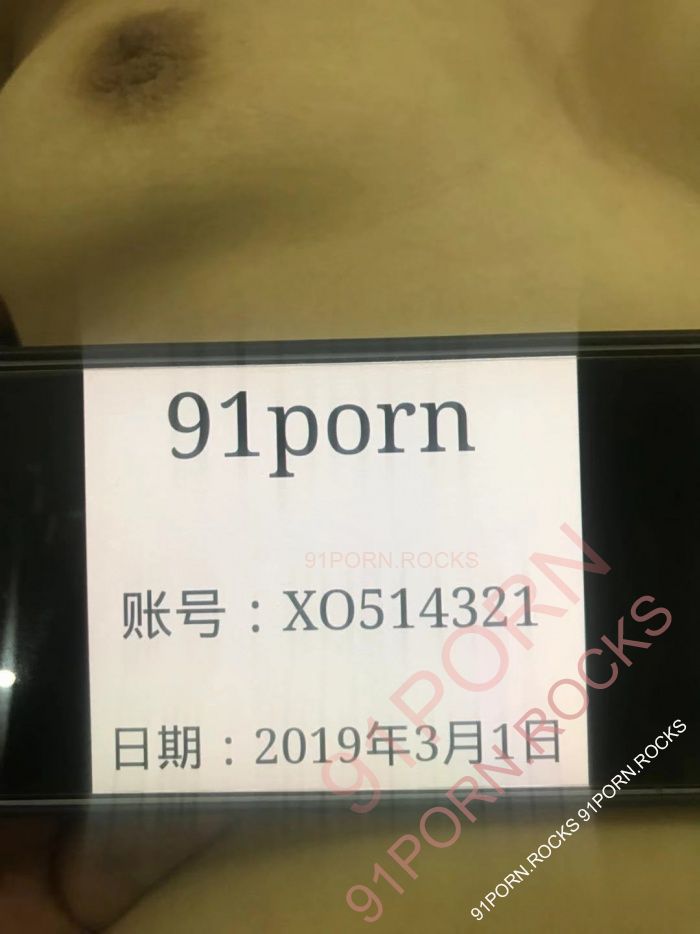 91porn
91PORN.ROCKS
账号：XO514321
日期：2019年3月1日
91PORN
91PORN.ROCKS
91PORN.ROCKS 91PORN.ROCKS